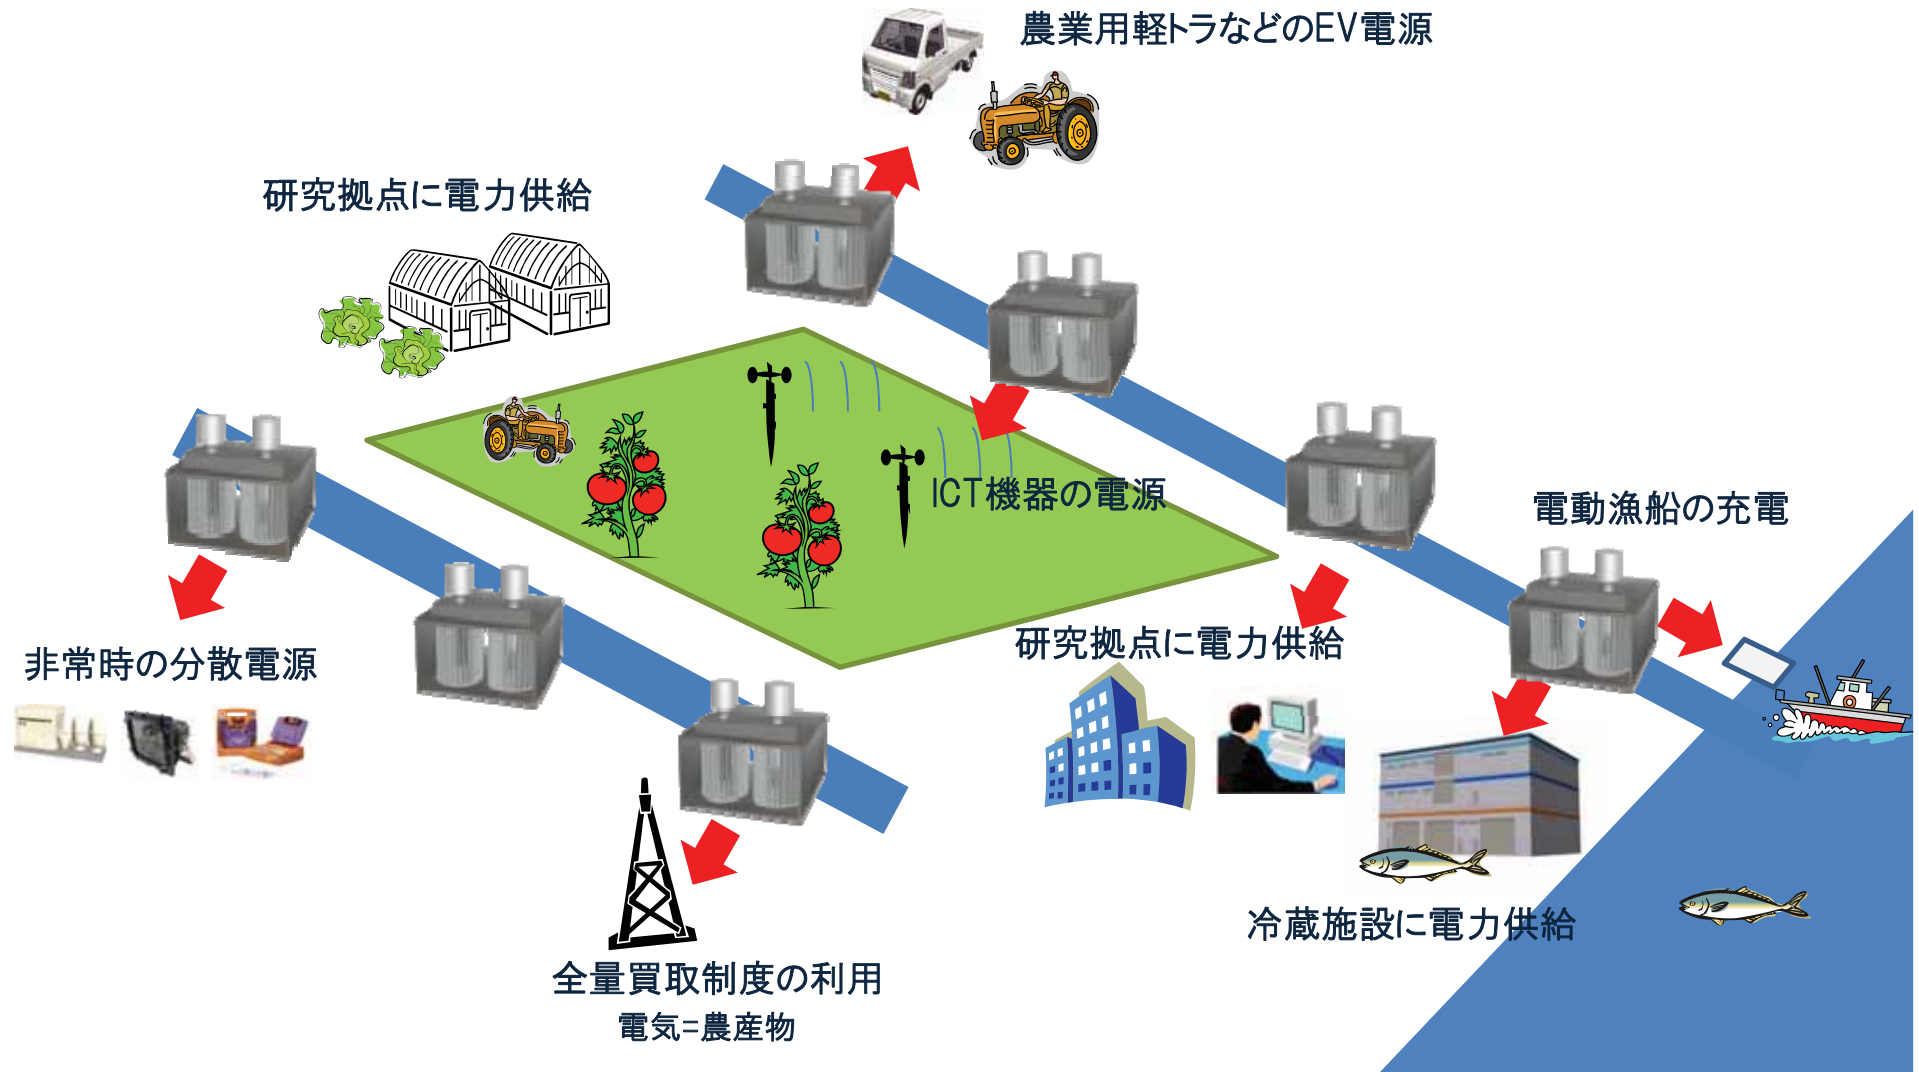 農業用軽トラなどのEV電源
研究拠点に電力供給
ICT機器の電源
電動漁船の充電
研究拠点に電力供給
非常時の分散電源
冷蔵施設に電力供給
全量買取制度の利用
電気=農産物